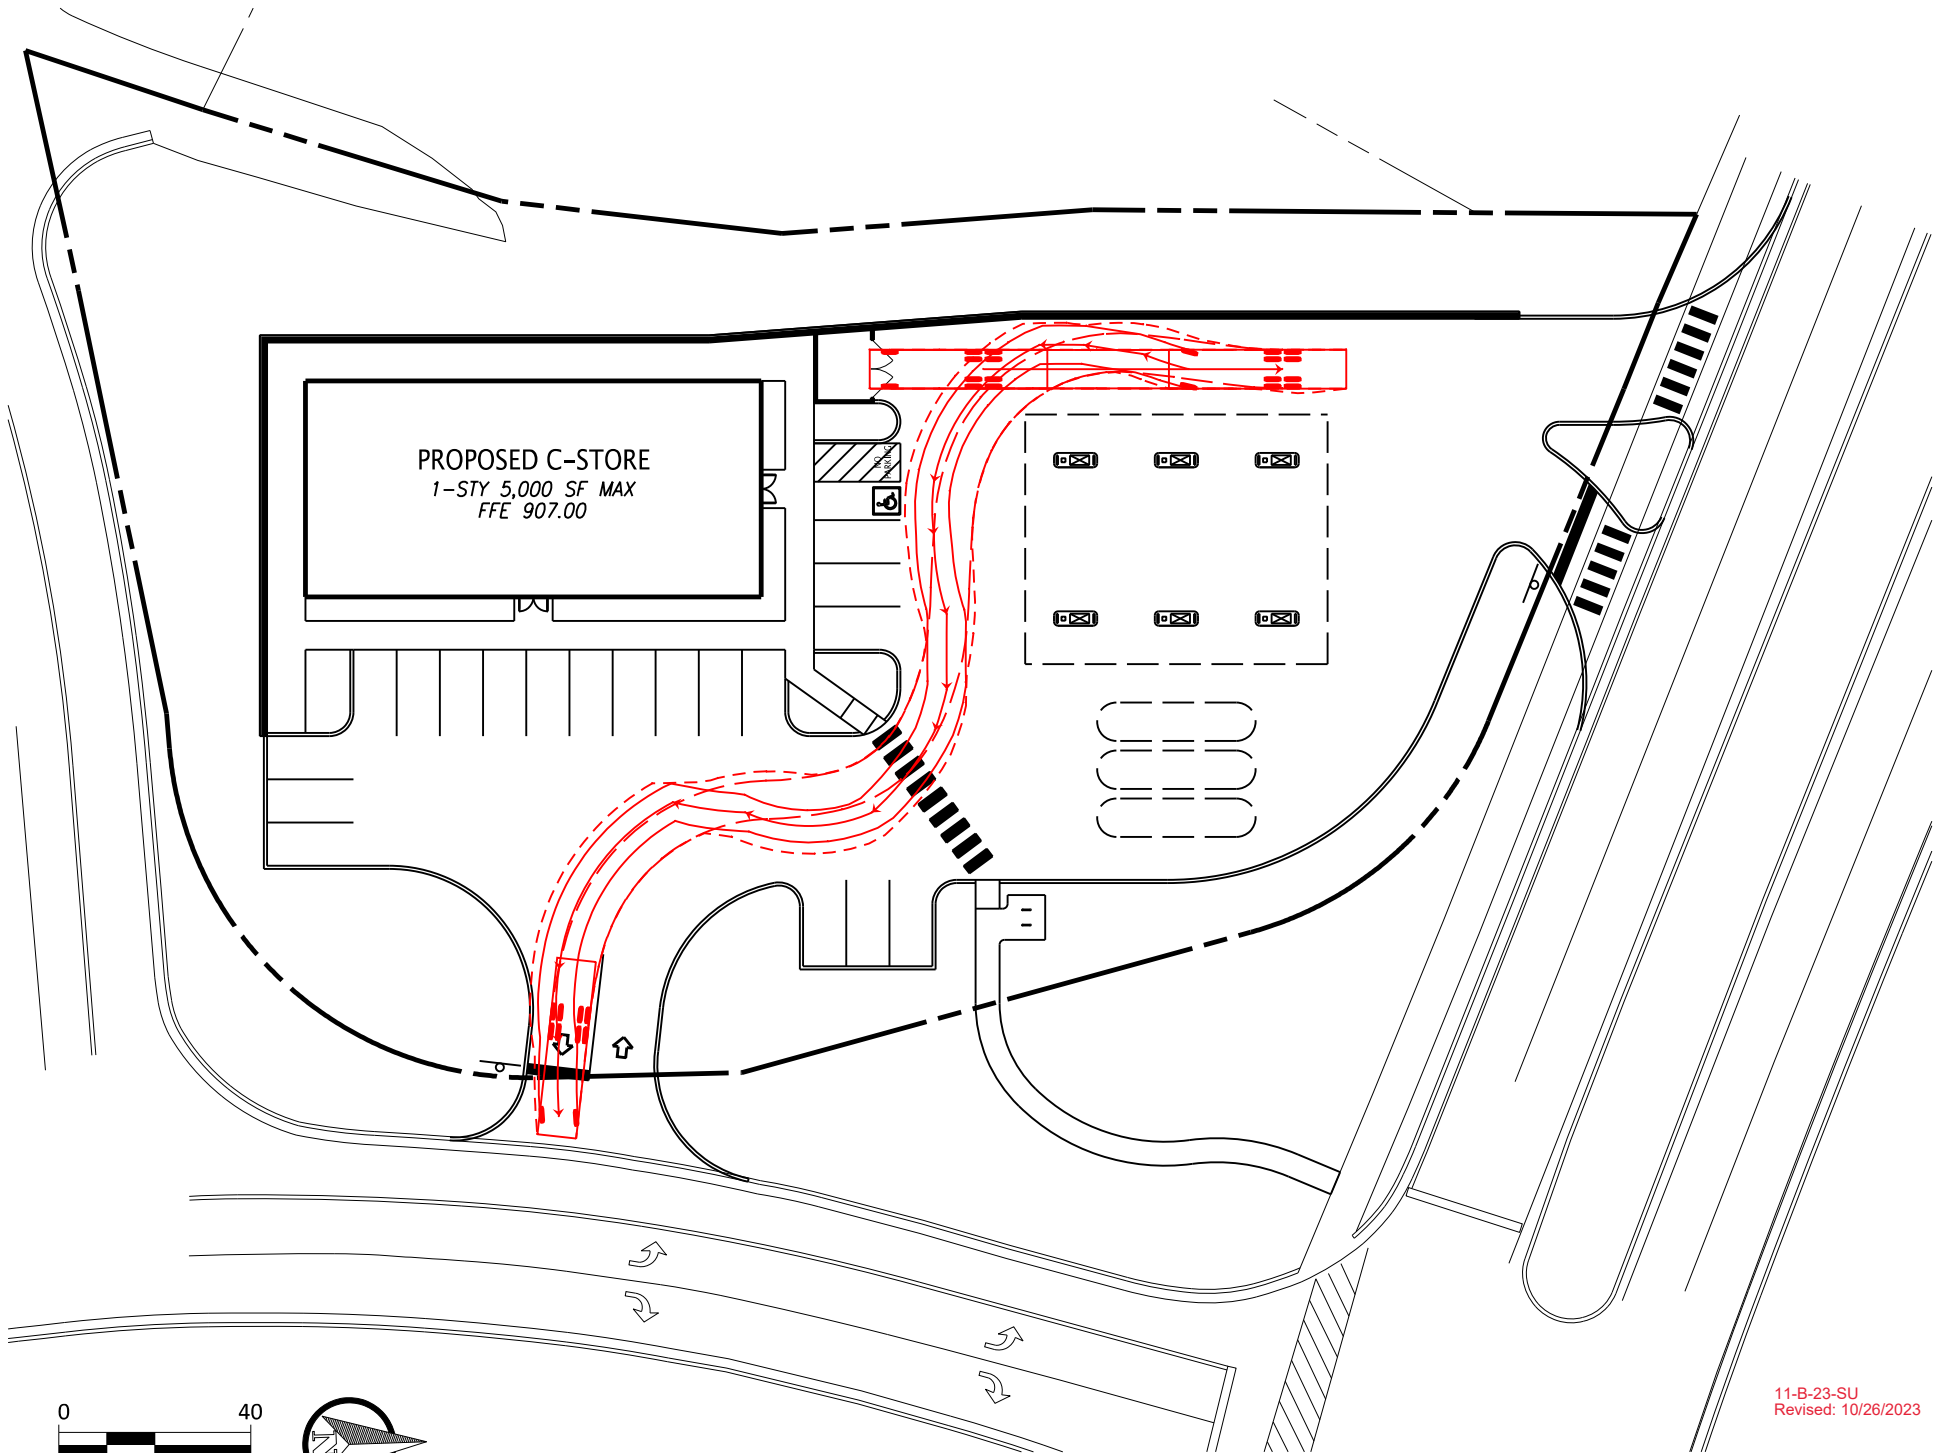 PROPOSED C-STORE
1-STY 5,000 SF MAX
FFE 907.00
NO
PARKING
0 40
N
11-B-23-SU
Revised: 10/26/2023